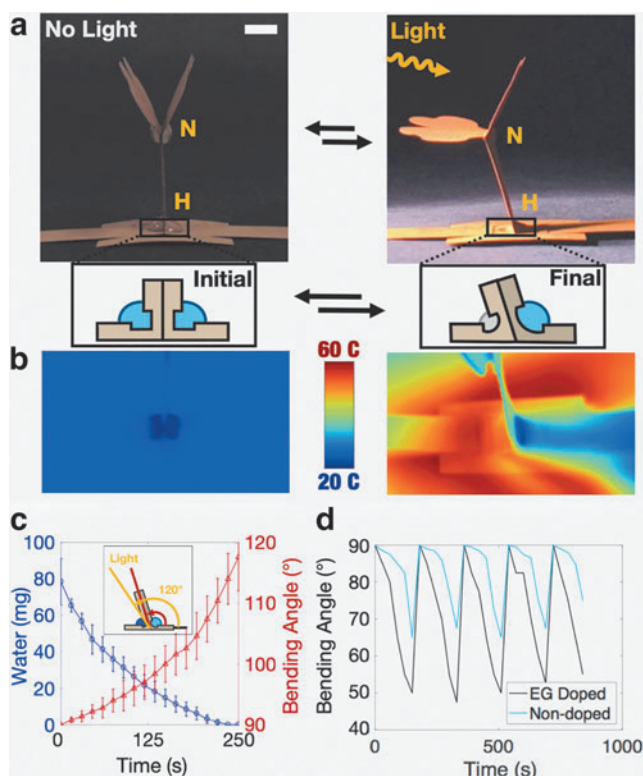 a
No Light
Light
N
N
H
H
Initial
Final
b
60 C
20 C
c
d
100
80
60
40
20
0
Water (mg)
Light
120°
120
110
100
90
Bending Angle (°)
0
125
250
Time (s)
90
80
70
60
50
40
Bending Angle (°)
EG Doped
Non-doped
0
500
1000
Time (s)